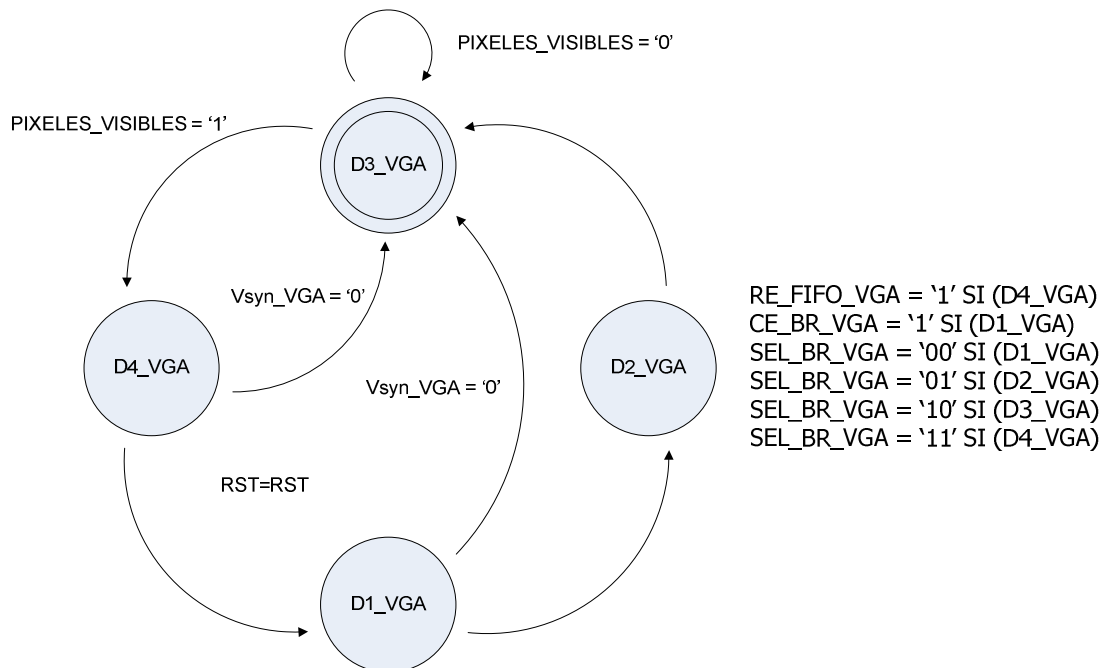 PIXELES_VISIBLES = ‘0’
PIXELES_VISIBLES = ‘1’
D3_VGA
Vsyn_VGA = ‘0’
D4_VGA
Vsyn_VGA = ‘0’
D2_VGA
RE_FIFO_VGA = ‘1’ SI (D4_VGA)
CE_BR_VGA = ‘1’ SI (D1_VGA)
SEL_BR_VGA = ‘00’ SI (D1_VGA)
SEL_BR_VGA = ‘01’ SI (D2_VGA)
SEL_BR_VGA = ‘10’ SI (D3_VGA)
SEL_BR_VGA = ‘11’ SI (D4_VGA)
RST=RST
D1_VGA